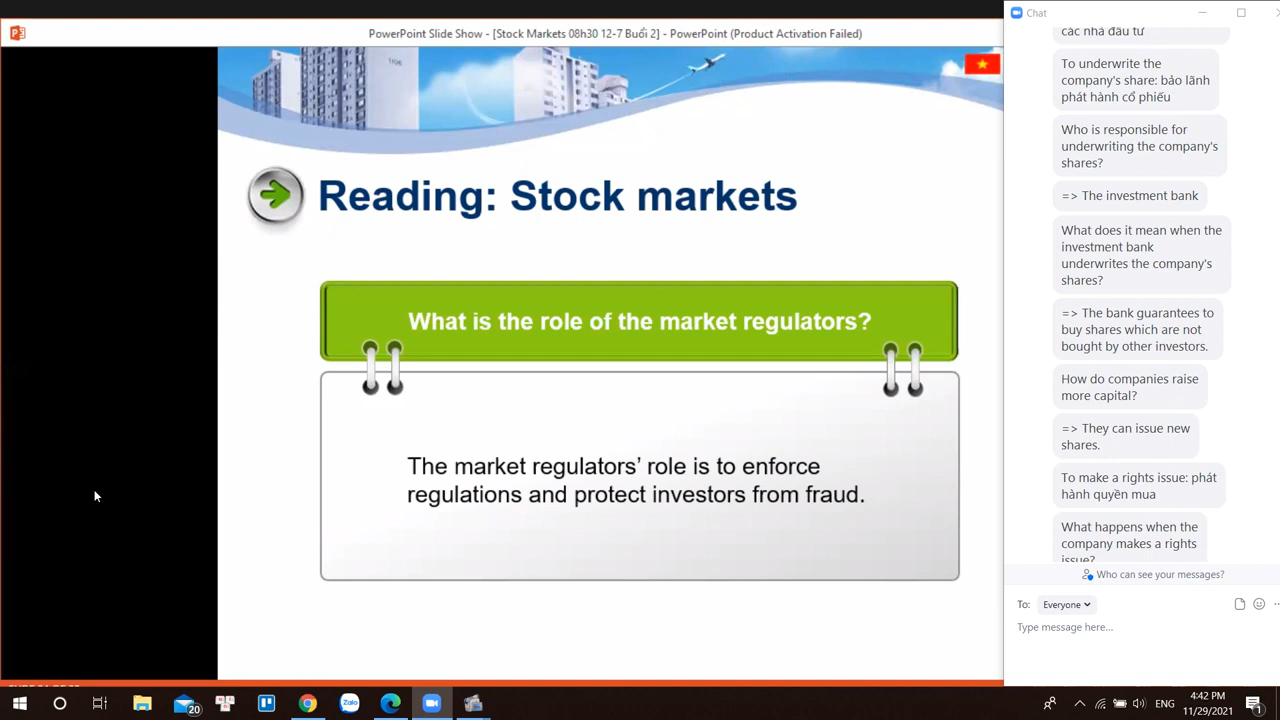 PowerPoint Slide Show - [Stock Markets 08h30 12-7 Buổi 2] - PowerPoint (Product Activation Failed)
Reading: Stock markets
What is the role of the market regulators?
The market regulators’ role is to enforce
regulations and protect investors from fraud.
Chat
các nhà đầu tư
To underwrite the
company's share: bảo lãnh
phát hành cổ phiếu
Who is responsible for
underwriting the company's
shares?
=> The investment bank
What does it mean when the
investment bank
underwrites the company's
shares?
=> The bank guarantees to
buy shares which are not
bought by other investors.
How do companies raise
more capital?
=> They can issue new
shares.
To make a rights issue: phát
hành quyền mua
What happens when the
company makes a rights
issue?
Who can see your messages?
To: Everyone
Type message here...
20
Zalo
ENG
4:42 PM
11/29/2021
1